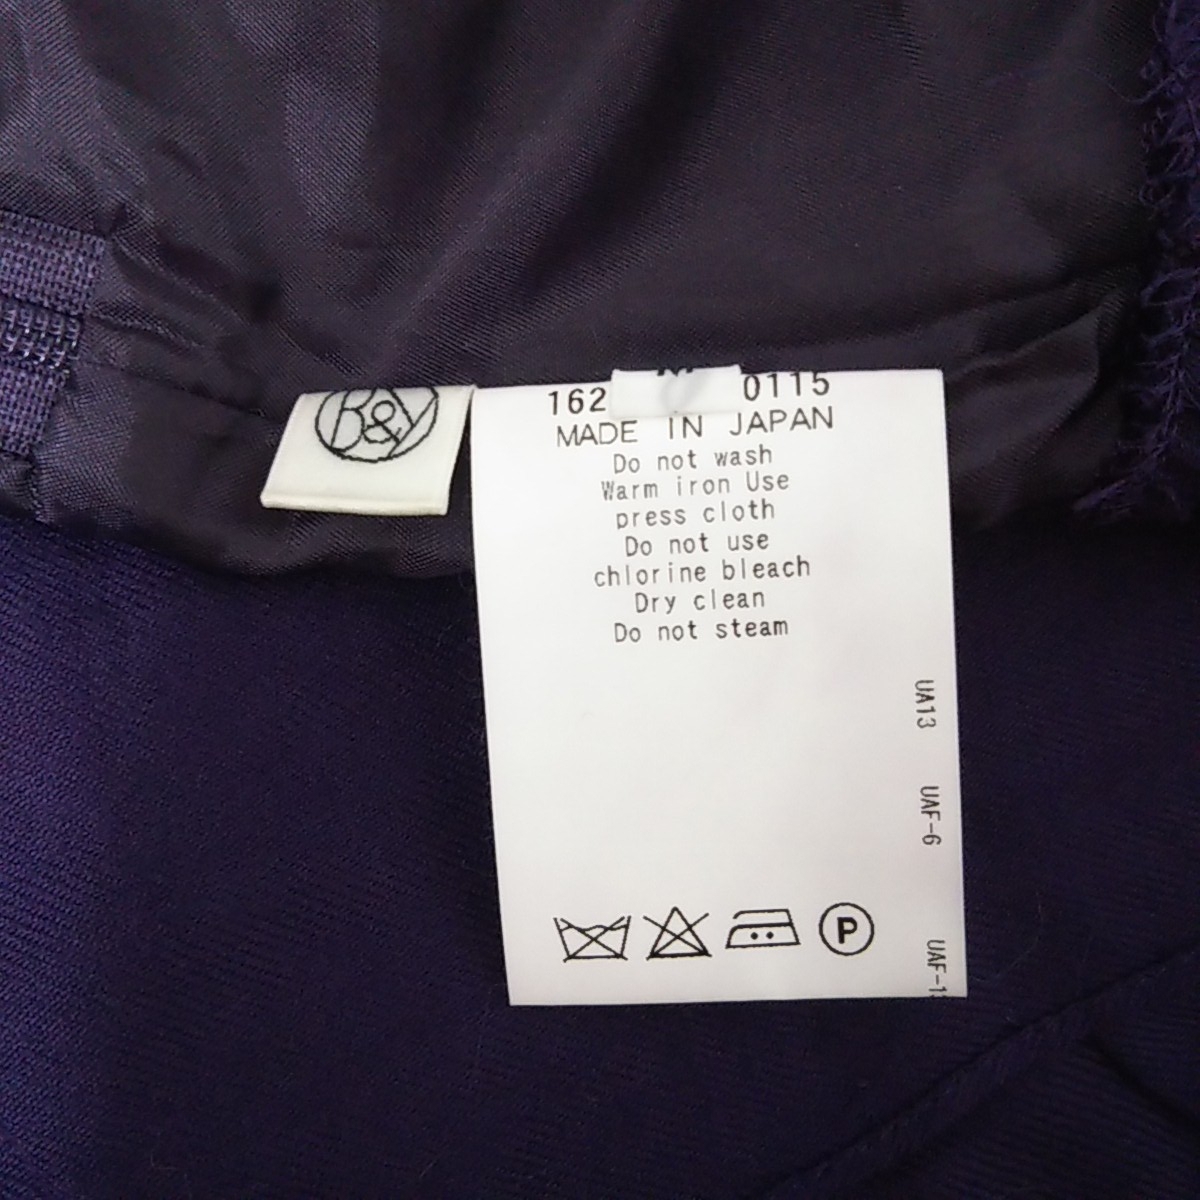 B&Y
162 0115
MADE IN JAPAN
Do not wash
Warm iron Use
press cloth
Do not use
chlorine bleach
Dry clean
Do not steam
UA13
UAF-6
P